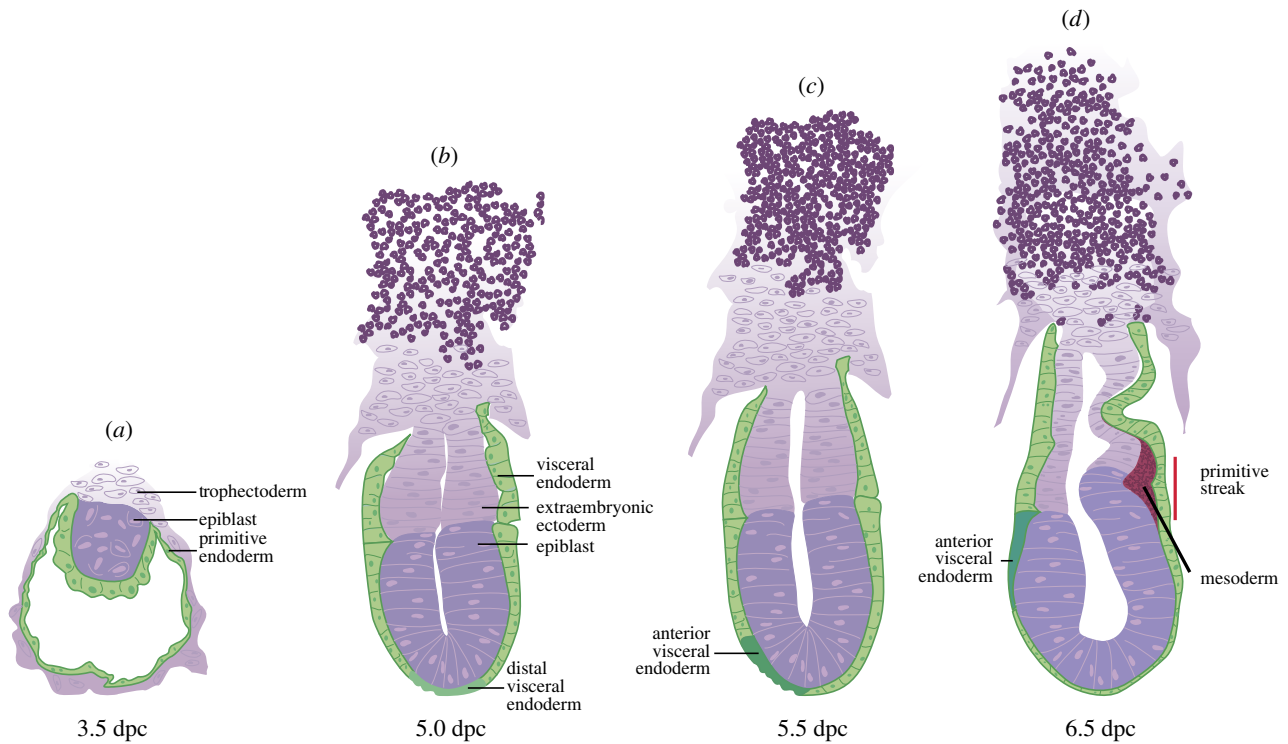 (a)
trophectoderm
epiblast
primitive
endoderm
3.5 dpc
(b)
visceral
endoderm
extraembryonic
ectoderm
epiblast
distal
visceral
endoderm
5.0 dpc
(c)
anterior
visceral
endoderm
5.5 dpc
(d)
primitive
streak
anterior
visceral
endoderm
mesoderm
6.5 dpc